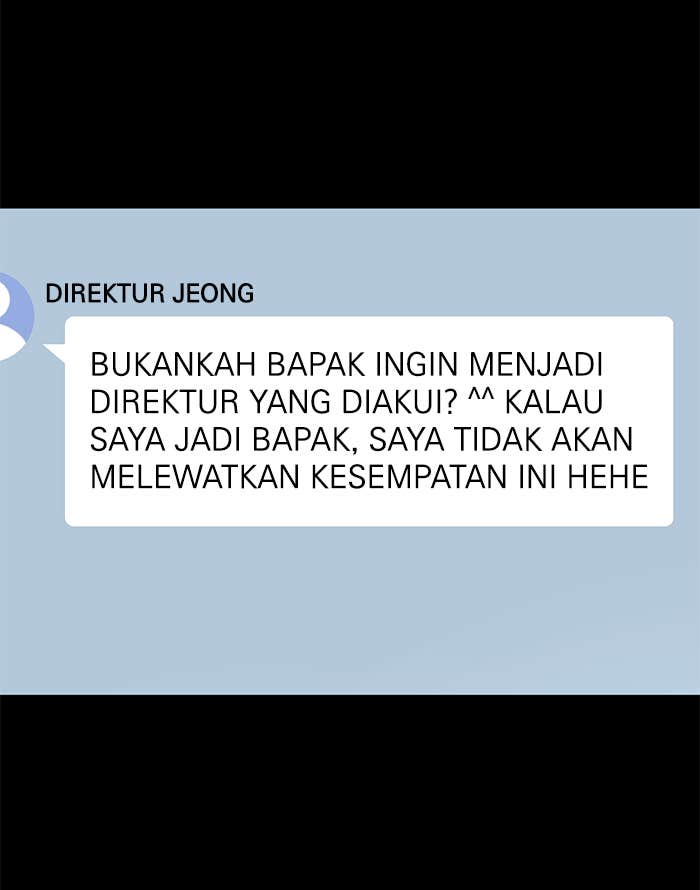 DIREKTUR JEONG
BUKANKAH BAPAK INGIN MENJADI
DIREKTUR YANG DIAKUI? ^^ KALAU
SAYA JADI BAPAK, SAYA TIDAK AKAN
MELEWATKAN KESEMPATAN INI HEHE